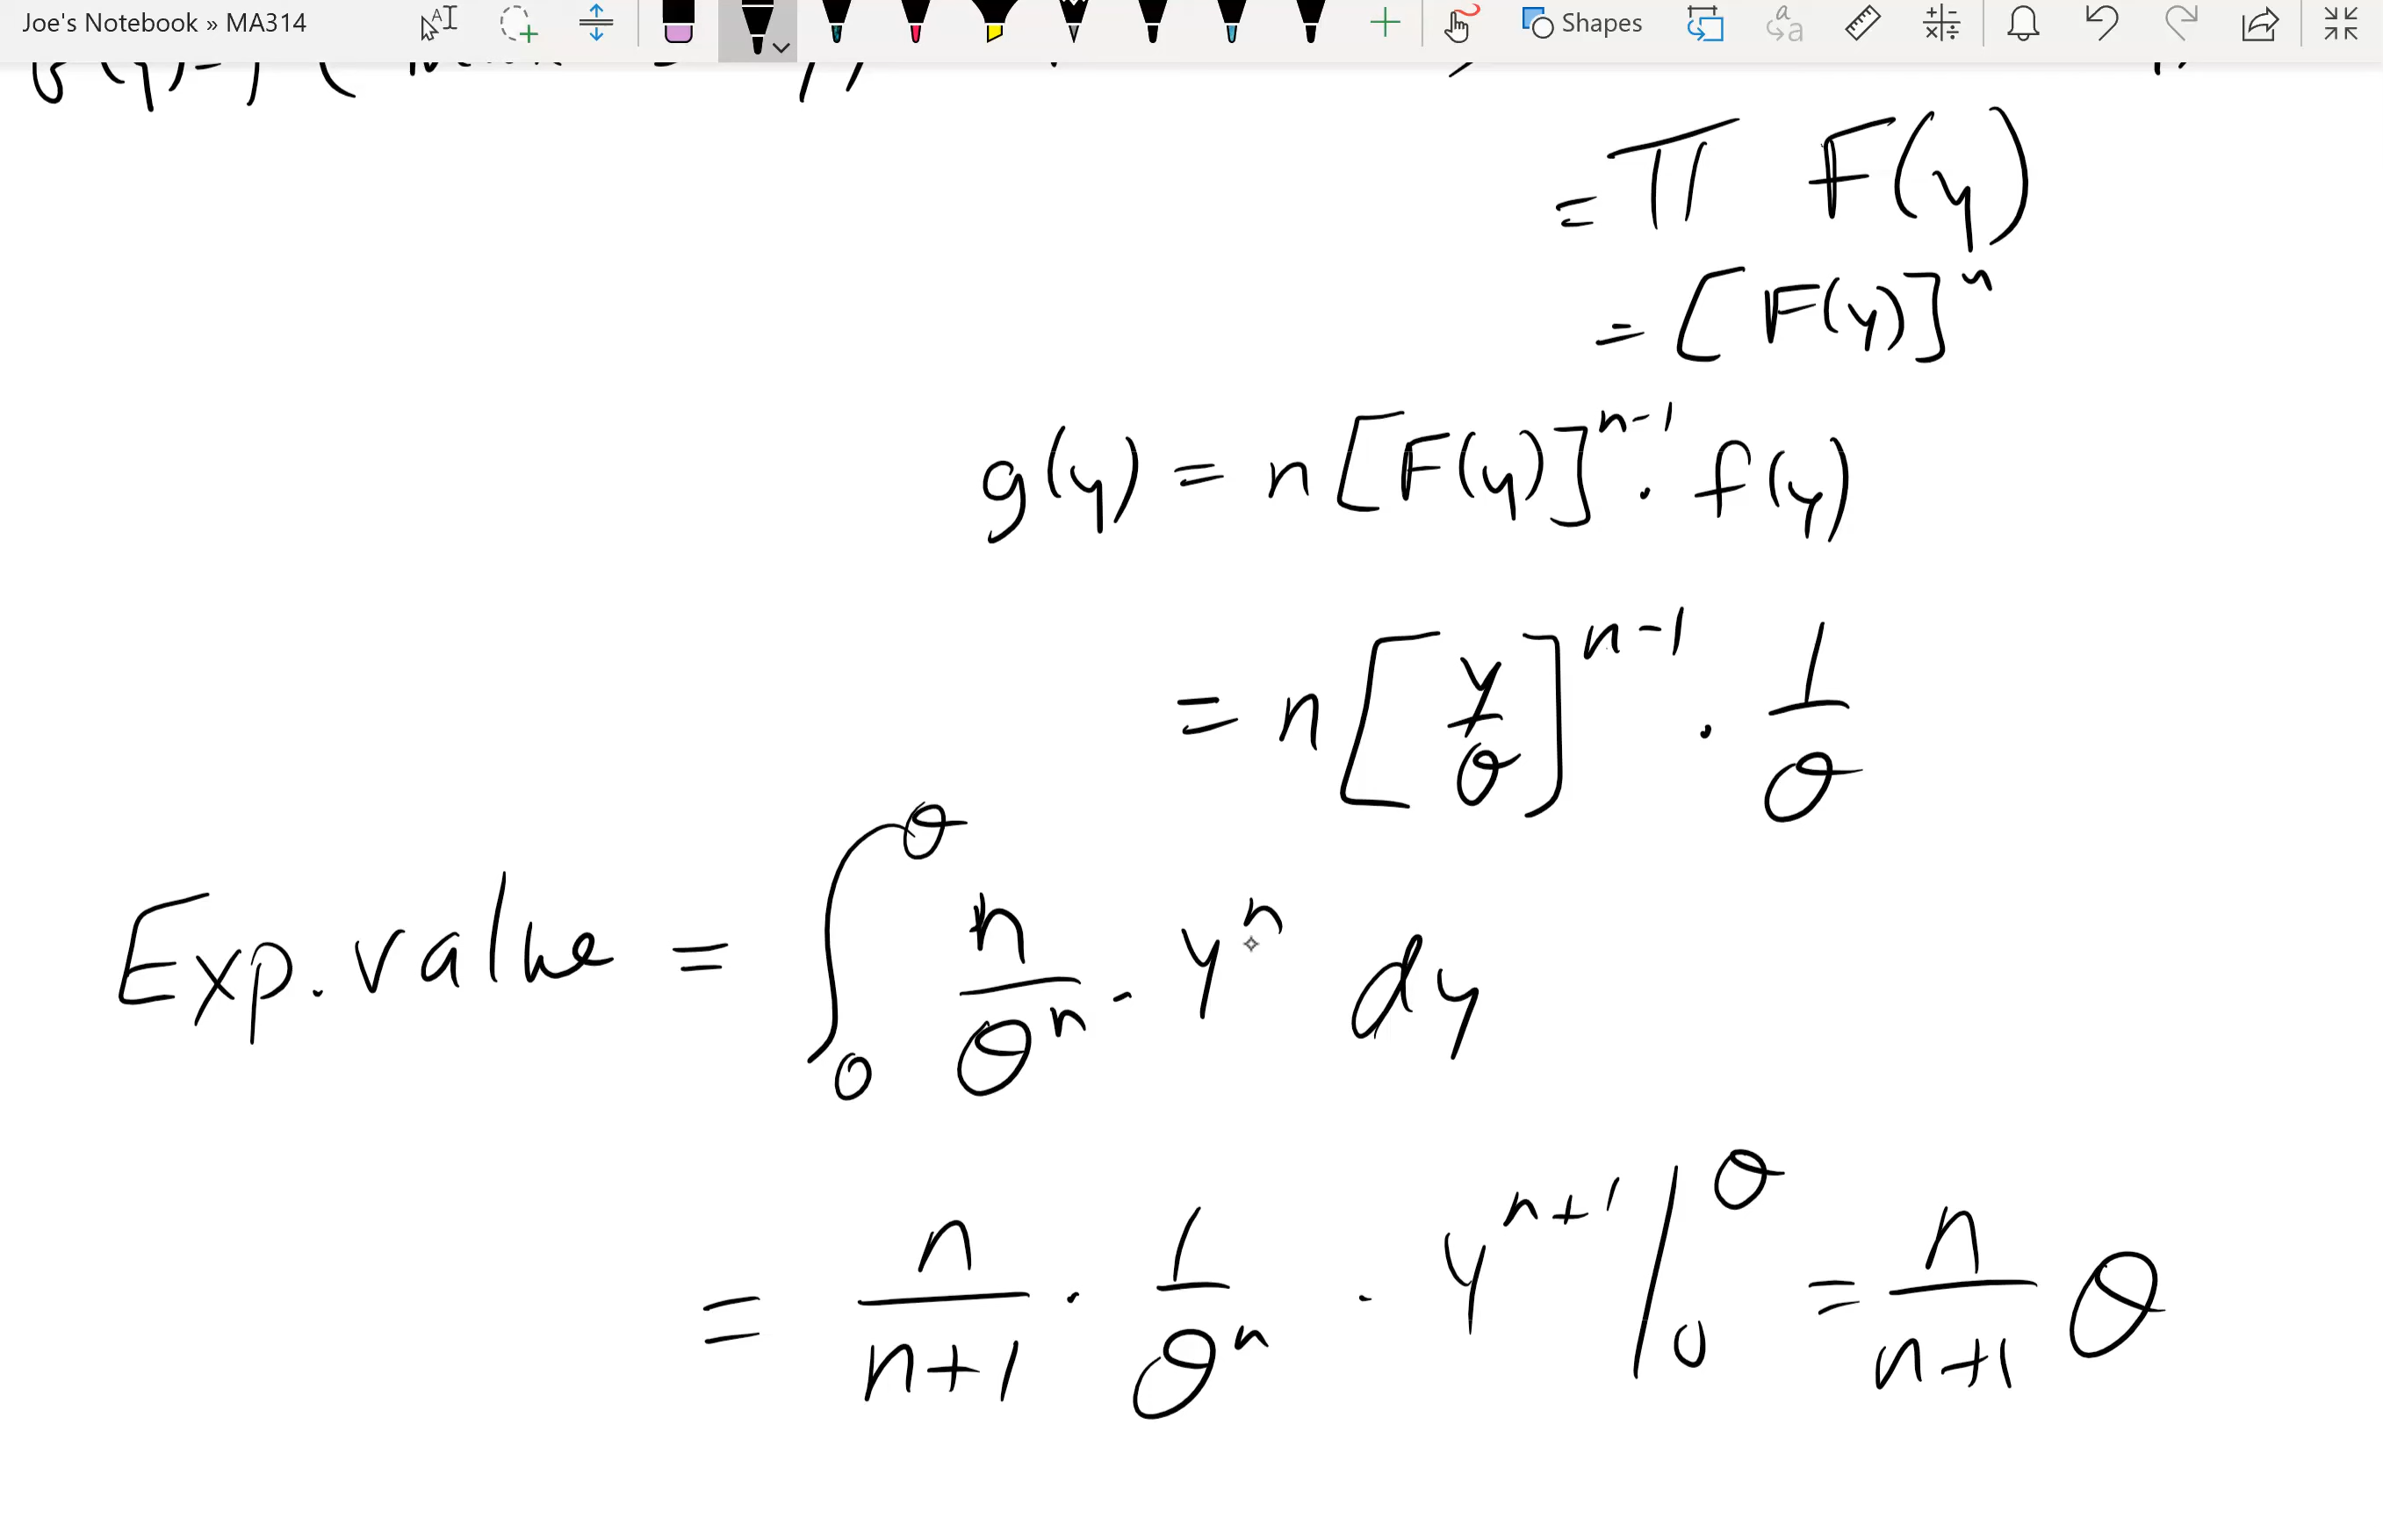 Joe's Notebook » MA314
Shapes
= Π F(y)
= [F(y)]^n
g(y) = n[F(y)]^{n-1} · f(y)
= n[y/θ]^{n-1} · 1/θ
Exp. value = ∫_0^θ n/θ^n · y^n dy
= n/(n+1) · 1/θ^n · y^{n+1} |_0^θ = n/(n+1) θ